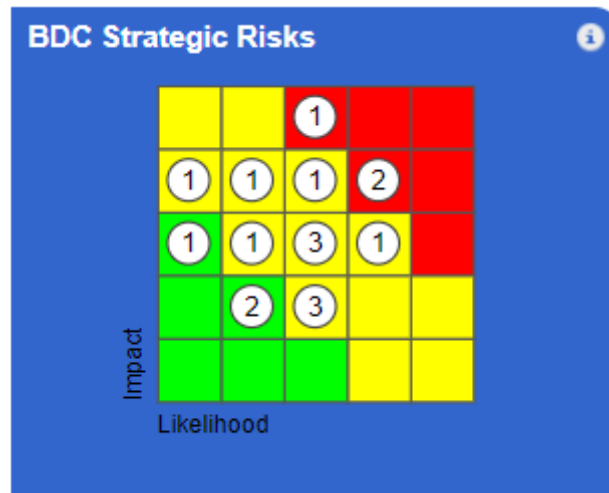 BDC Strategic Risks
1
1 1 1 2
1 1 3 1
2 3
Impact
Likelihood